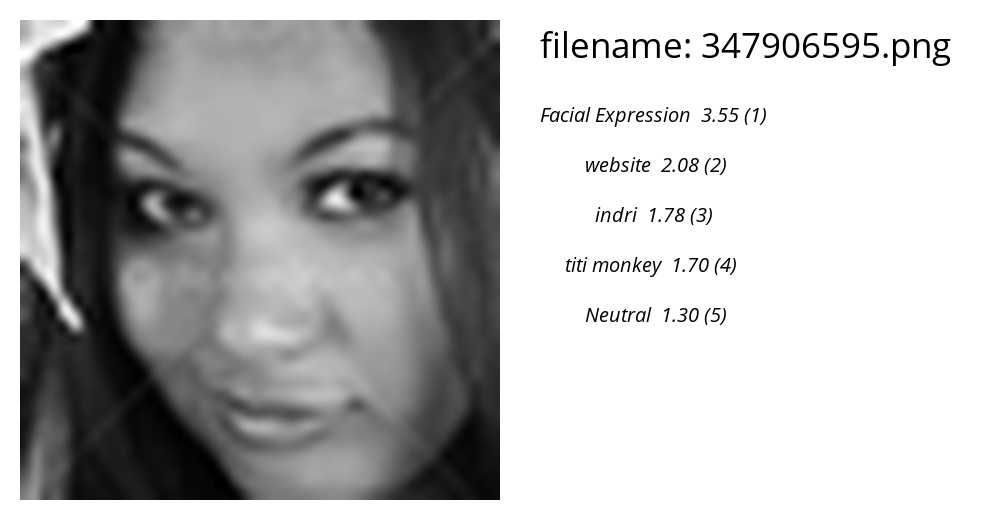 filename: 347906595.png
Facial Expression 3.55 (1)
website 2.08 (2)
indri 1.78 (3)
titi monkey 1.70 (4)
Neutral 1.30 (5)